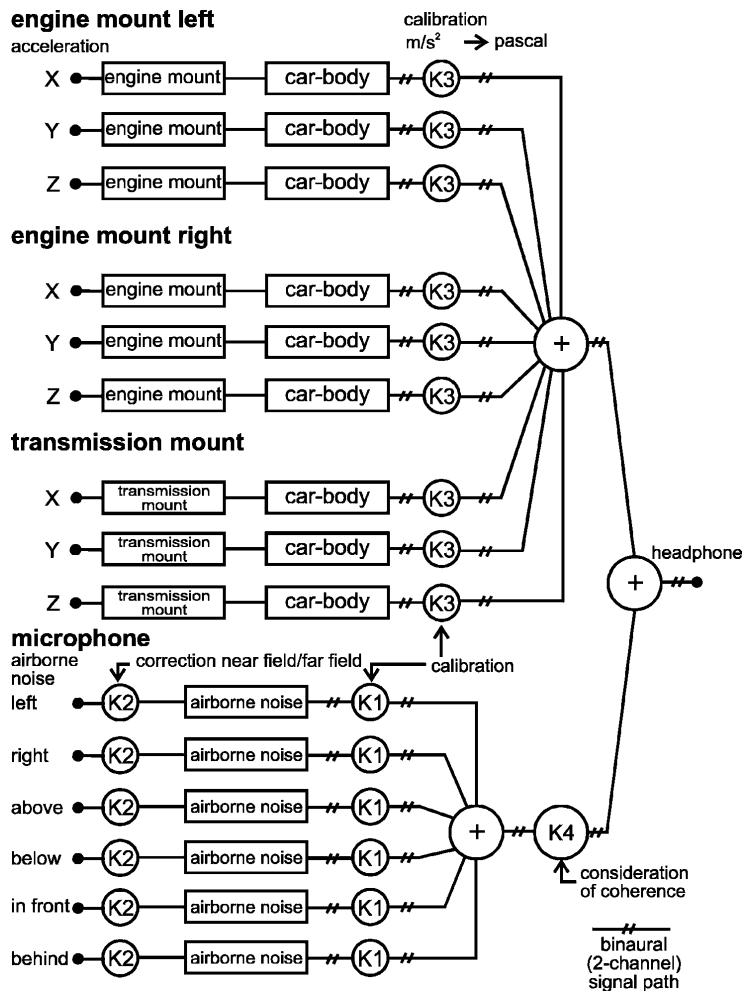 engine mount left
acceleration
calibration
m/s² → pascal
X engine mount car-body K3
Y engine mount car-body K3
Z engine mount car-body K3
engine mount right
X engine mount car-body K3
Y engine mount car-body K3
Z engine mount car-body K3
+
transmission mount
X transmission mount car-body K3
Y transmission mount car-body K3
Z transmission mount car-body K3
headphone
+
microphone
airborne
noise
correction near field/far field
calibration
left K2 airborne noise K1
right K2 airborne noise K1
above K2 airborne noise K1
below K2 airborne noise K1
in front K2 airborne noise K1
behind K2 airborne noise K1
+
K4
consideration
of coherence
binaural
(2-channel)
signal path